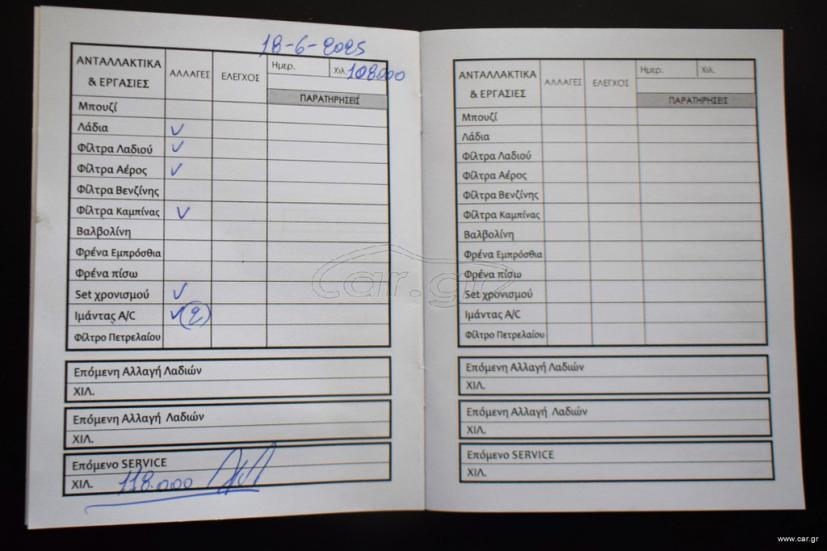 18-6-2025
ΑΝΤΑΛΛΑΚΤΙΚΑ & ΕΡΓΑΣΙΕΣ ΑΛΛΑΓΕΣ ΕΛΕΓΧΟΣ Ημερ. Χιλ. 108.000
ΠΑΡΑΤΗΡΗΣΕΙΣ
Μπουζί
Λάδια ✓
Φίλτρα Λαδιού ✓
Φίλτρα Αέρος ✓
Φίλτρα Βενζίνης
Φίλτρα Καμπίνας ✓
Βαλβολίνη
Φρένα Εμπρόσθια
Φρένα πίσω
Set χρονισμού ✓
Ιμάντας A/C ✓(2)
Φίλτρο Πετρελαίου
Επόμενη Αλλαγή Λαδιών
ΧΙΛ.
Επόμενη Αλλαγή Λαδιών
ΧΙΛ.
Επόμενο SERVICE
ΧΙΛ. 118.000
ΑΝΤΑΛΛΑΚΤΙΚΑ & ΕΡΓΑΣΙΕΣ ΑΛΛΑΓΕΣ ΕΛΕΓΧΟΣ Ημερ. Χιλ.
ΠΑΡΑΤΗΡΗΣΕΙΣ
Μπουζί
Λάδια
Φίλτρα Λαδιού
Φίλτρα Αέρος
Φίλτρα Βενζίνης
Φίλτρα Καμπίνας
Βαλβολίνη
Φρένα Εμπρόσθια
Φρένα πίσω
Set χρονισμού
Ιμάντας A/C
Φίλτρο Πετρελαίου
Επόμενη Αλλαγή Λαδιών
ΧΙΛ.
Επόμενη Αλλαγή Λαδιών
ΧΙΛ.
Επόμενο SERVICE
ΧΙΛ.
car.gr
www.car.gr